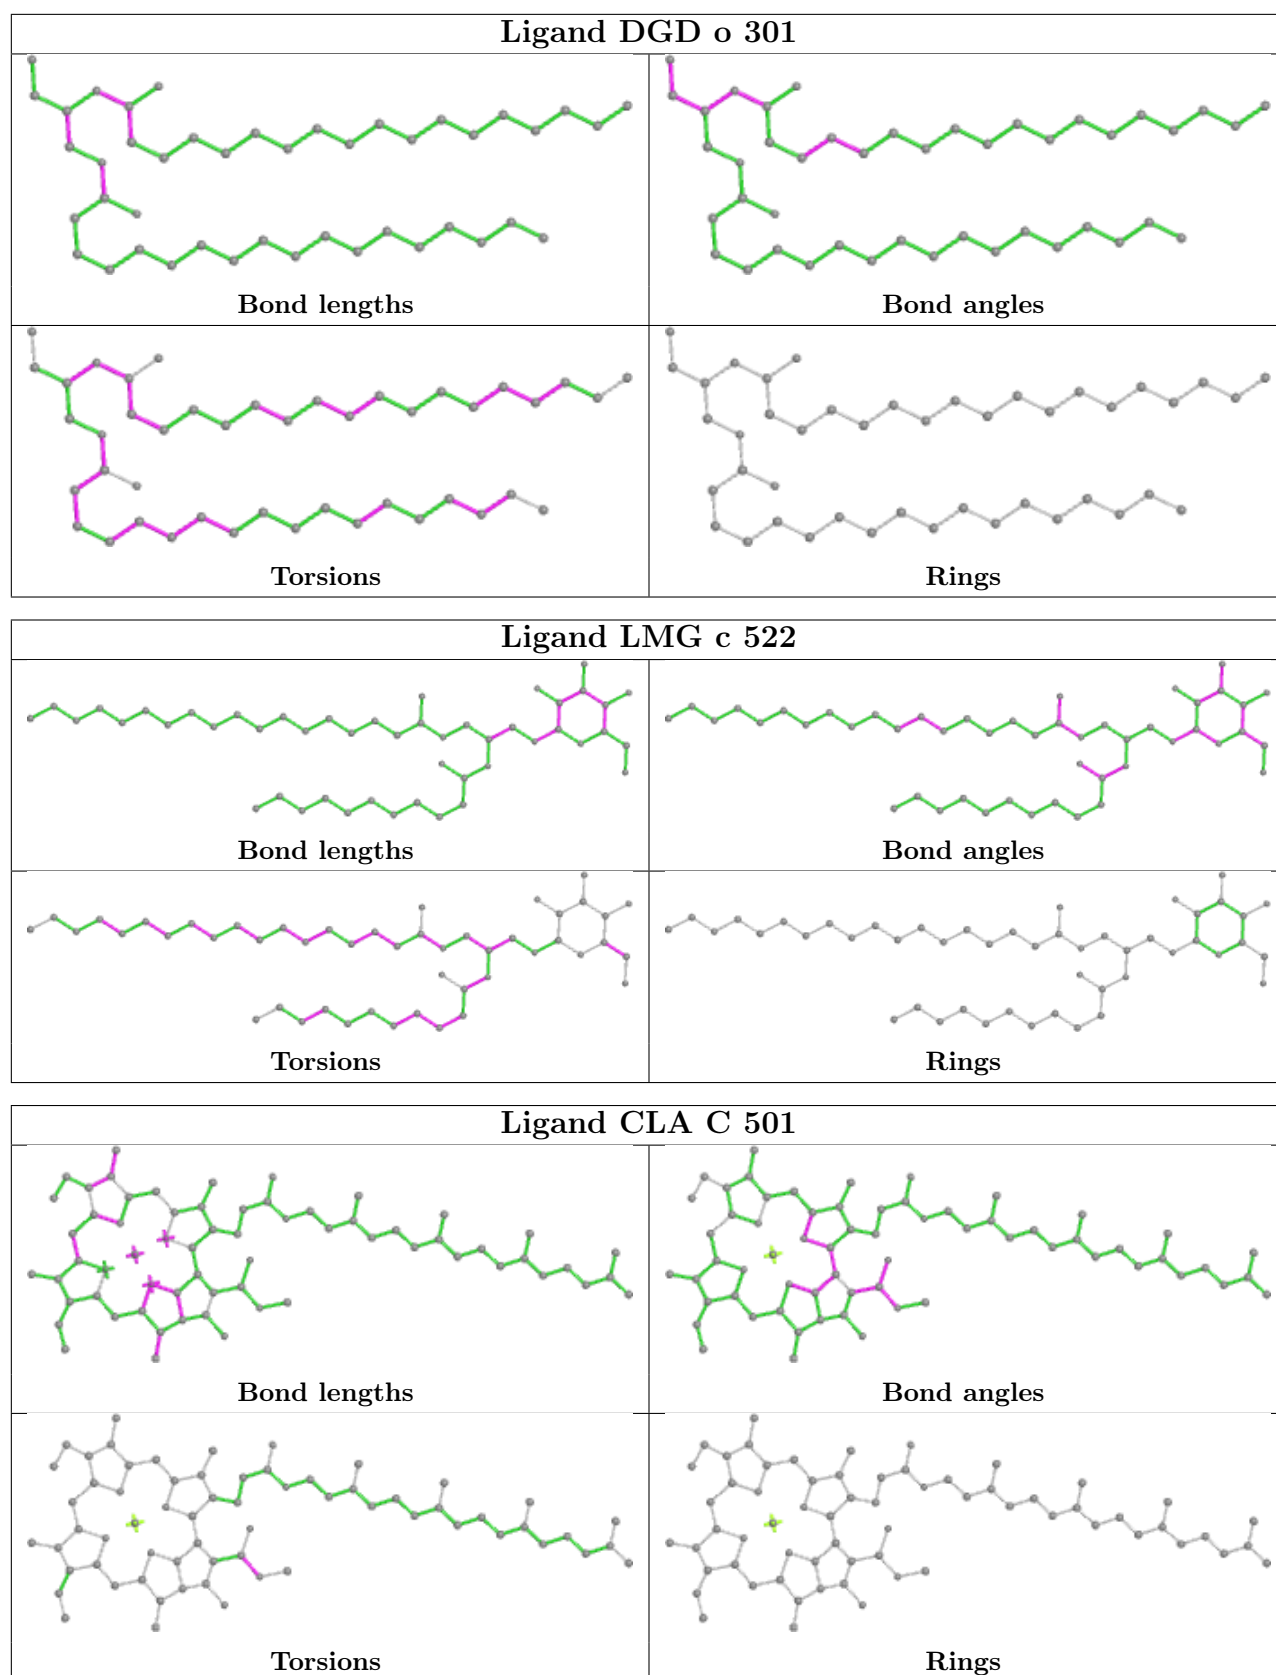 Ligand DGD o 301
Bond lengths
Bond angles
Torsions
Rings
Ligand LMG c 522
Bond lengths
Bond angles
Torsions
Rings
Ligand CLA C 501
Bond lengths
Bond angles
Torsions
Rings